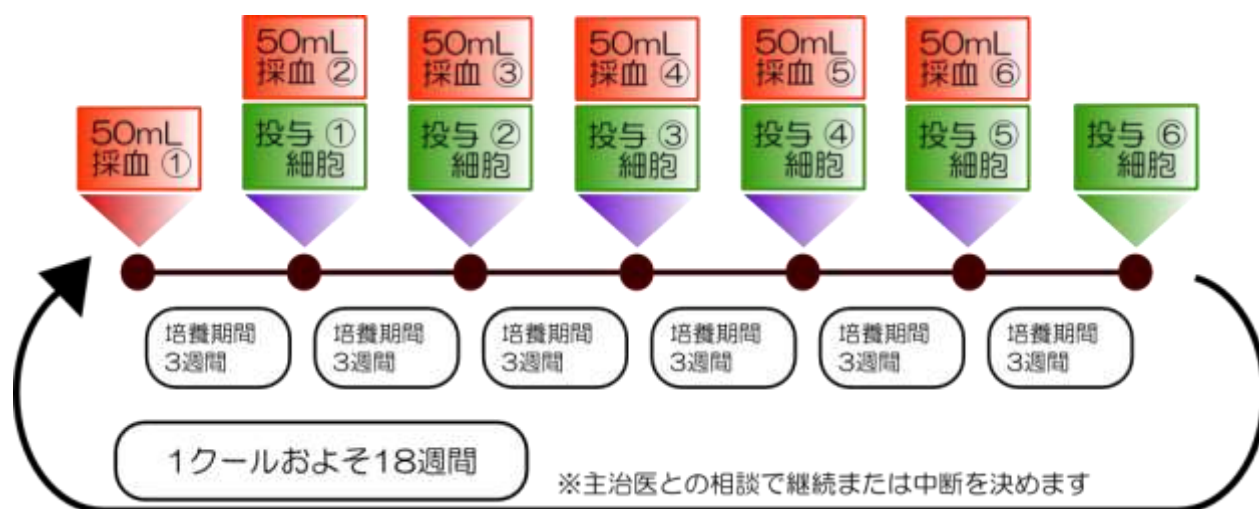 50mL
採血 ①
50mL
採血 ②
投与 ①
細胞
50mL
採血 ③
投与 ②
細胞
50mL
採血 ④
投与 ③
細胞
50mL
採血 ⑤
投与 ④
細胞
50mL
採血 ⑥
投与 ⑤
細胞
投与 ⑥
細胞
培養期間
3週間
培養期間
3週間
培養期間
3週間
培養期間
3週間
培養期間
3週間
培養期間
3週間
1クールおよそ18週間
※主治医との相談で継続または中断を決めます